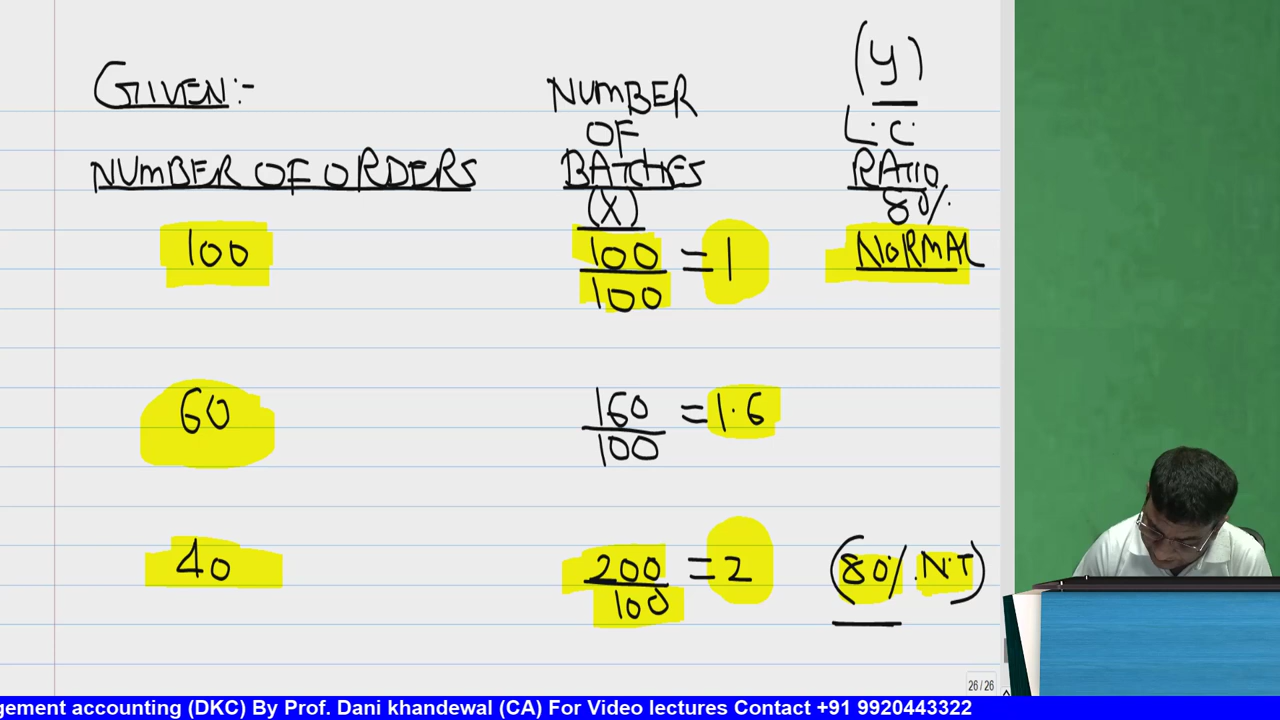 GIVEN:-
NUMBER OF BATCHES (X)
(Y) L.C. RATIO 80%
NUMBER OF ORDERS
100
100/100 = 1
NORMAL
60
160/100 = 1.6
40
200/100 = 2
(80% N.T)
26/26
gement accounting (DKC) By Prof. Dani khandewal (CA) For Video lectures Contact +91 9920443322